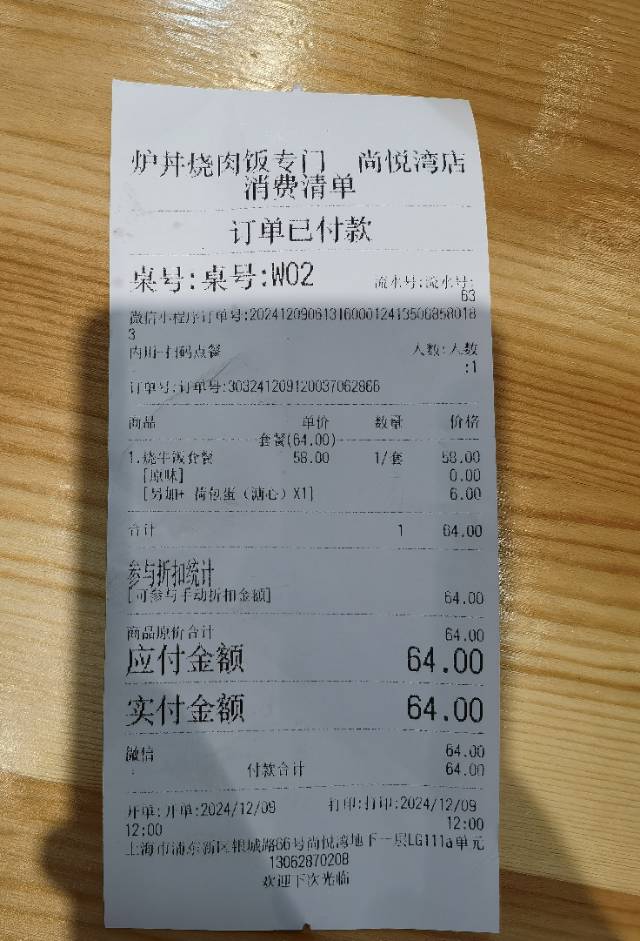 炉丼烧肉饭专门 尚悦湾店
消费清单
订单已付款
桌号:桌号:W02 流水号:流水号:
63
微信小程序订单号:2024120906131600012413506858018
3
内用-扫码点餐 人数:人数
:1
订单号:订单号:303241209120037062866
商品 单价 数量 价格
套餐(64.00)
1.烧牛饭套餐 58.00 1/套 58.00
[原味] 0.00
[另加+ 荷包蛋(溏心)X1] 6.00
合计 1 64.00
参与折扣统计
[可参与手动折扣金额] 64.00
商品原价合计 64.00
应付金额 64.00
实付金额 64.00
微信 64.00
: 付款合计 64.00
开单:开单:2024/12/09 打印:打印:2024/12/09
12:00 12:00
上海市浦东新区银城路66号尚悦湾地下一层LG111a单元
13062870208
欢迎下次光临